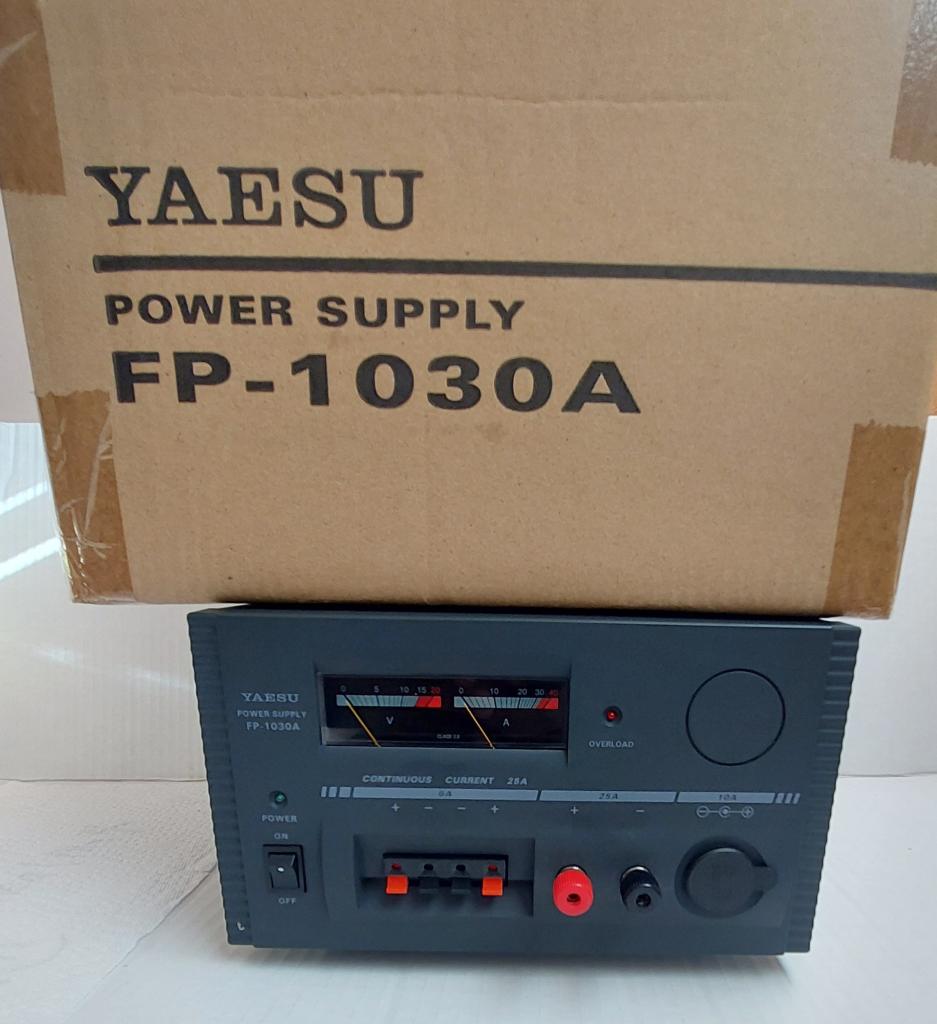 YAESU
POWER SUPPLY
FP-1030A
YAESU
POWER SUPPLY
FP-1030A
0 5 10 15 20
V
0 10 20 30 40
A
OVERLOAD
CONTINUOUS CURRENT 25A
25A
10A
+ − − +
+ −
POWER
ON
OFF